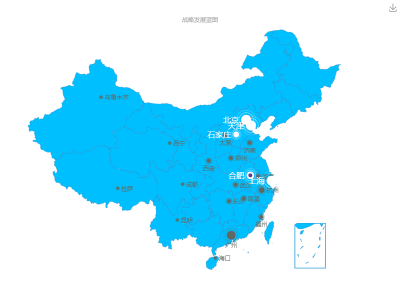 战略发展蓝图
乌鲁木齐
北京
天津
石家庄
太原
济南
西宁
郑州
西安
合肥
上海
成都
拉萨
武汉
杭州
南昌
长沙
昆明
福州
广州
海口